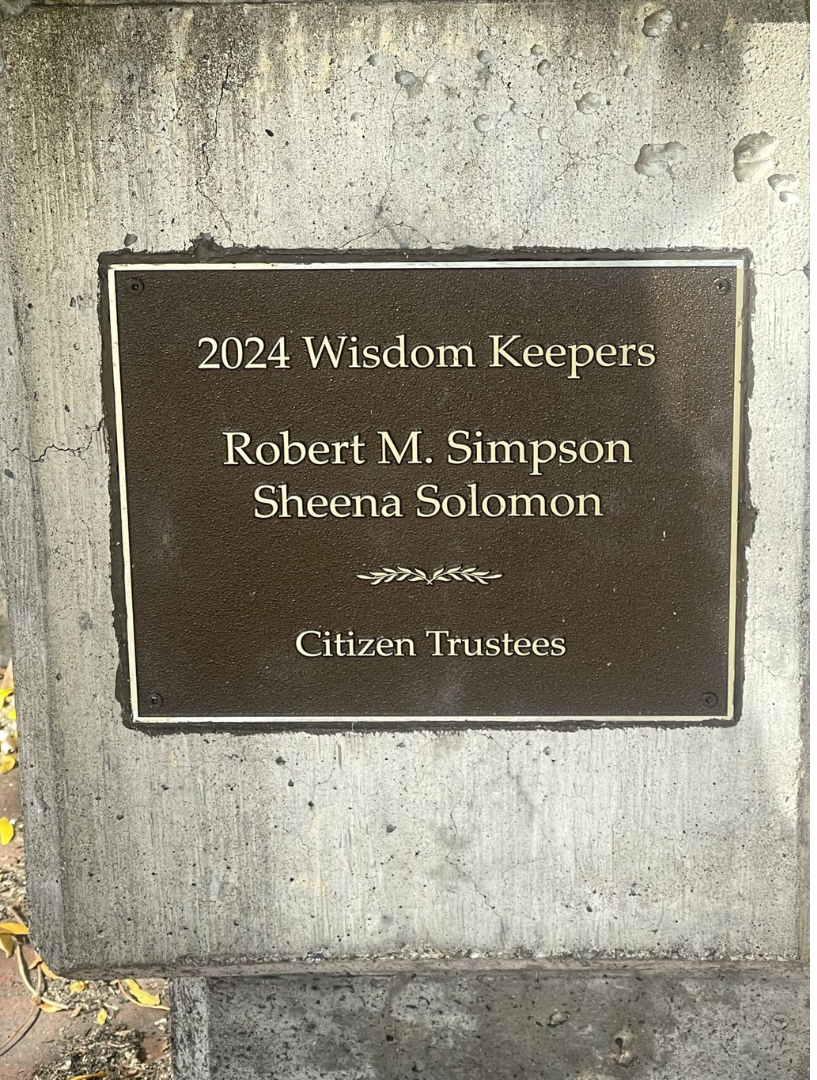 2024 Wisdom Keepers
Robert M. Simpson
Sheena Solomon
Citizen Trustees